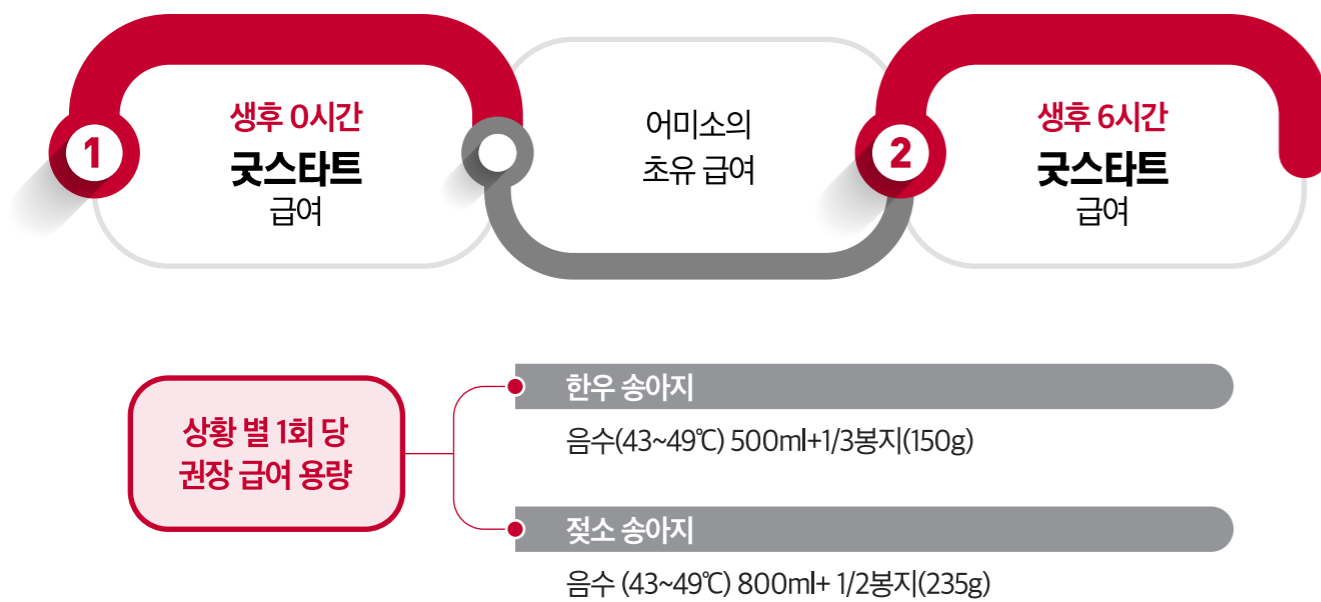 1
생후 0시간
굿스타트
급여
어미소의
초유 급여
2
생후 6시간
굿스타트
급여
상황 별 1회 당
권장 급여 용량
한우 송아지
음수(43~49℃) 500ml+1/3봉지(150g)
젖소 송아지
음수 (43~49℃) 800ml+ 1/2봉지(235g)